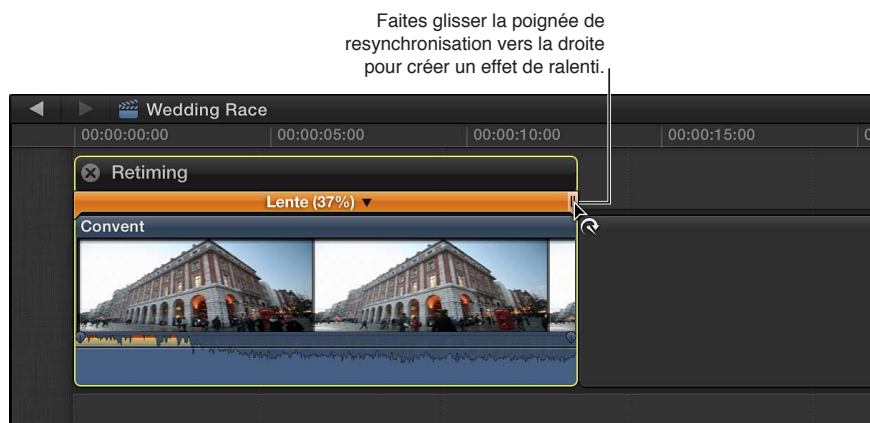 Faites glisser la poignée de
resynchronisation vers la droite
pour créer un effet de ralenti.
Wedding Race
00:00:00:00 00:00:05:00 00:00:10:00 00:00:15:00 0
Retiming
Lente (37%)
Convent